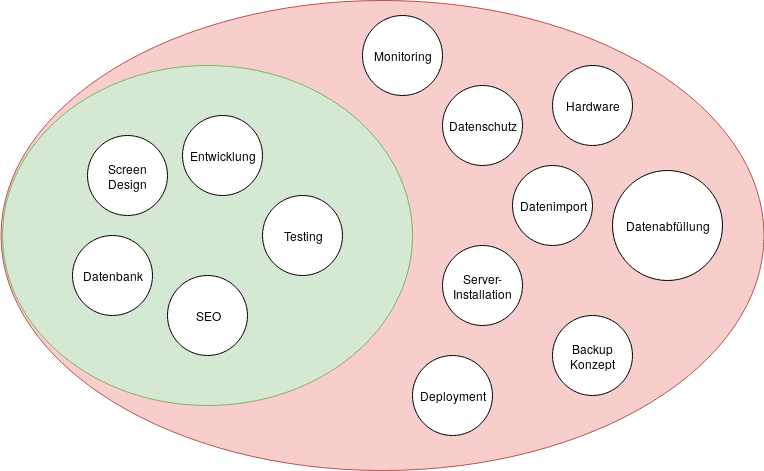 Monitoring
Hardware
Datenschutz
Entwicklung
Screen
Design
Datenimport
Datenabfüllung
Testing
Datenbank
Server-
Installation
SEO
Backup
Konzept
Deployment